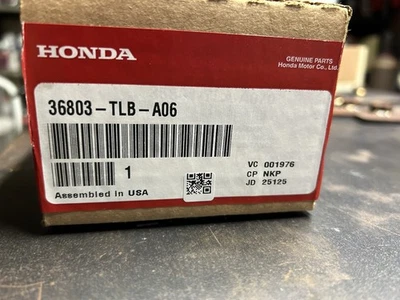 HONDA
GENUINE PARTS
Honda Motor Co., Ltd.
36803-TLB-A06
1
VC 001976
CP NKP
JD 25125
Assembled in USA